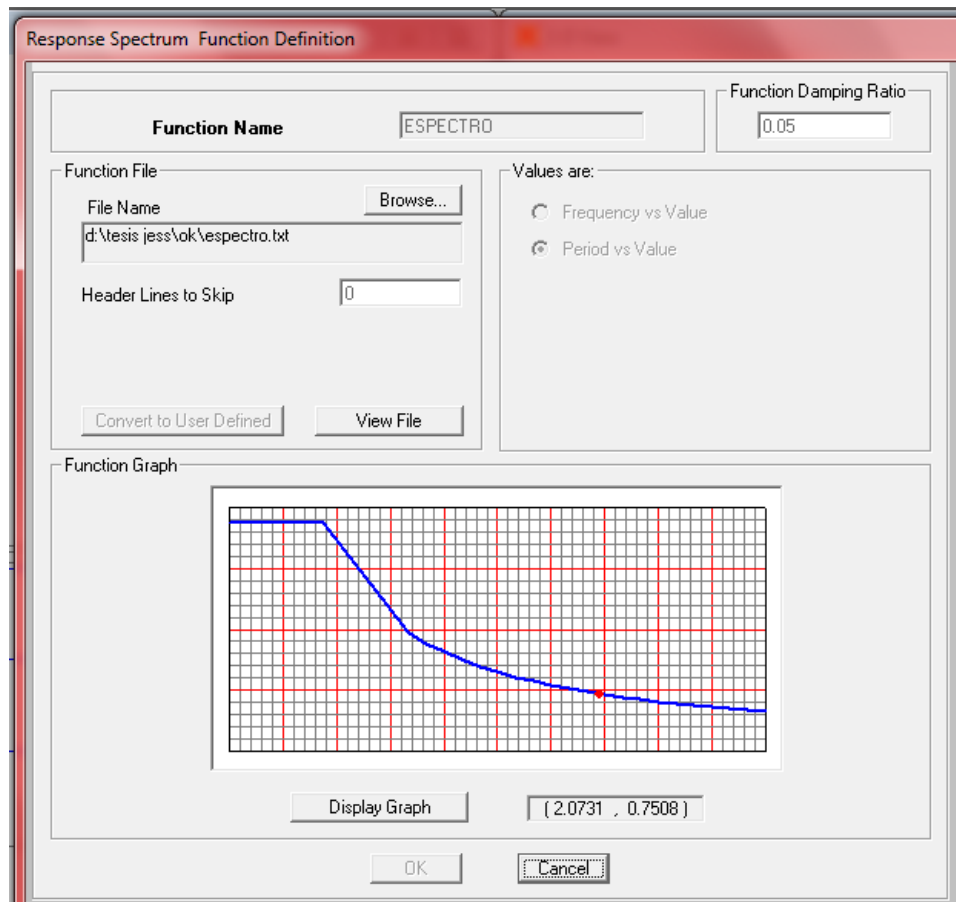 Response Spectrum Function Definition
Function Name
ESPECTRO
Function Damping Ratio
0.05
Function File
File Name
Browse...
d:\tesis jess\ok\espectro.txt
Header Lines to Skip
0
Convert to User Defined
View File
Values are:
Frequency vs Value
Period vs Value
Function Graph
Display Graph
( 2.0731 , 0.7508 )
OK
Cancel